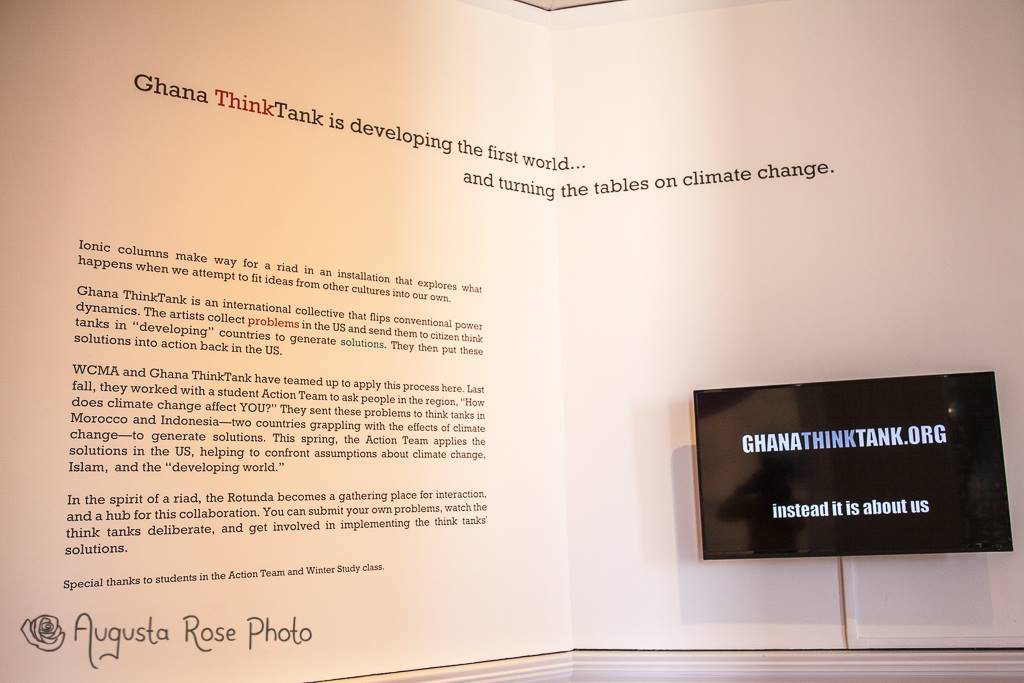 Ghana ThinkTank is developing the first world...
and turning the tables on climate change.
Ionic columns make way for a riad in an installation that explores what
happens when we attempt to fit ideas from other cultures into our own.
Ghana ThinkTank is an international collective that flips conventional power
dynamics. The artists collect problems in the US and send them to citizen think
tanks in “developing” countries to generate solutions. They then put these
solutions into action back in the US.
WCMA and Ghana ThinkTank have teamed up to apply this process here. Last
fall, they worked with a student Action Team to ask people in the region, “How
does climate change affect YOU?” They sent these problems to think tanks in
Morocco and Indonesia—two countries grappling with the effects of climate
change—to generate solutions. This spring, the Action Team applies the
solutions in the US, helping to confront assumptions about climate change,
Islam, and the “developing world.”
In the spirit of a riad, the Rotunda becomes a gathering place for interaction,
and a hub for this collaboration. You can submit your own problems, watch the
think tanks deliberate, and get involved in implementing the think tanks’
solutions.
Special thanks to students in the Action Team and Winter Study class.
GHANATHINKTANK.ORG
instead it is about us
Augusta Rose Photo